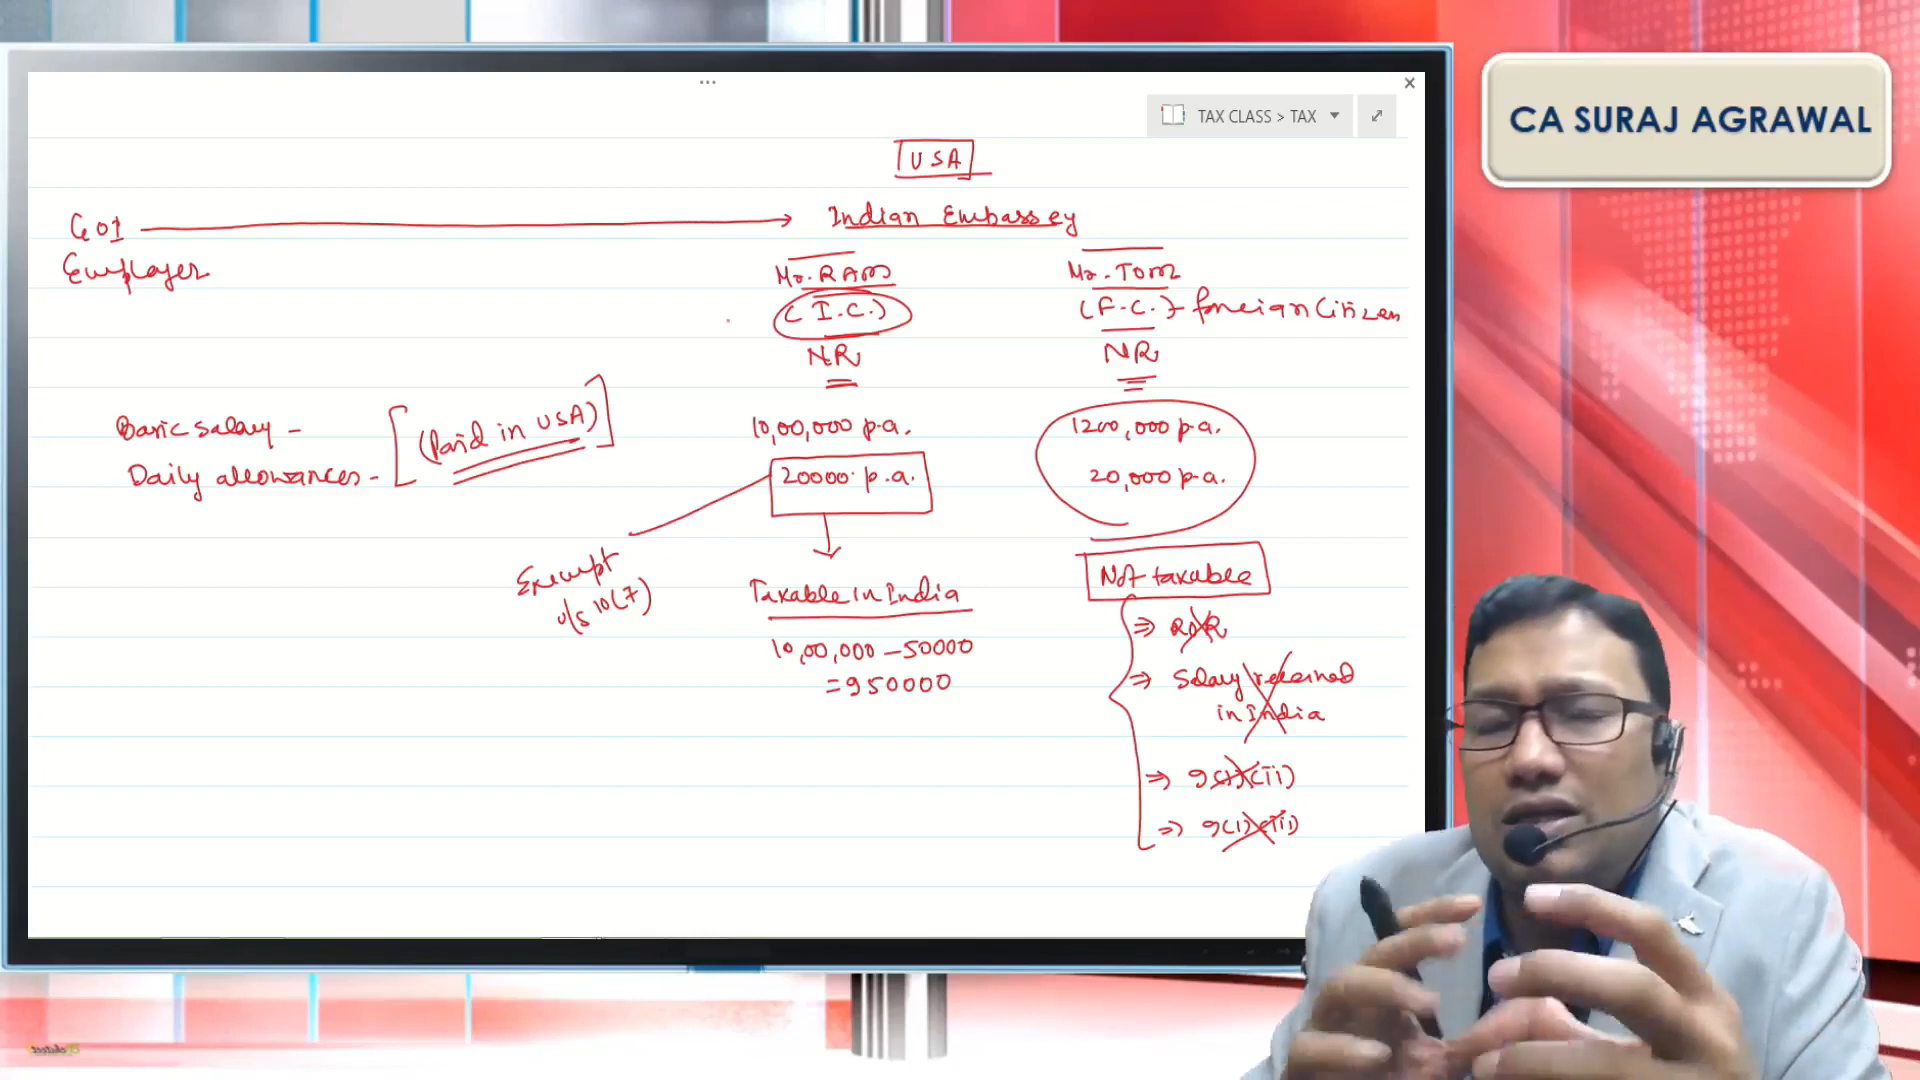 ...
TAX CLASS > TAX
CA SURAJ AGRAWAL
USA
GOI
Employer
Indian Embassey
Mr. RAM
(I.C.)
NR
Mr. TOM
(F.C.) - foreign Citizen
NR
Basic salary -
Daily allowances -
(Paid in USA)
10,00,000 p.a.
20000 p.a.
1200,000 p.a.
20,000 p.a.
Exempt
u/s 10(7)
Taxable in India
10,00,000 - 50000
= 950000
Not taxable
⇒ ROR
⇒ Salary received
in India
⇒ 9(1)(ii)
⇒ 9(1)(iii)